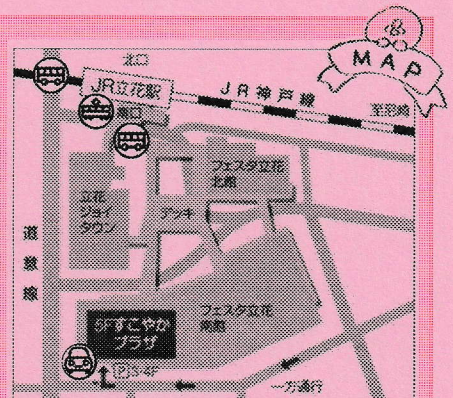 MAP
北口
JR立花駅
JR神戸線
至尼崎
南口
フェスタ立花
北館
立花
ジョイ
タウン
デッキ
道意線
フェスタ立花
南館
5Fすこやか
プラザ
P3・4F
一方通行